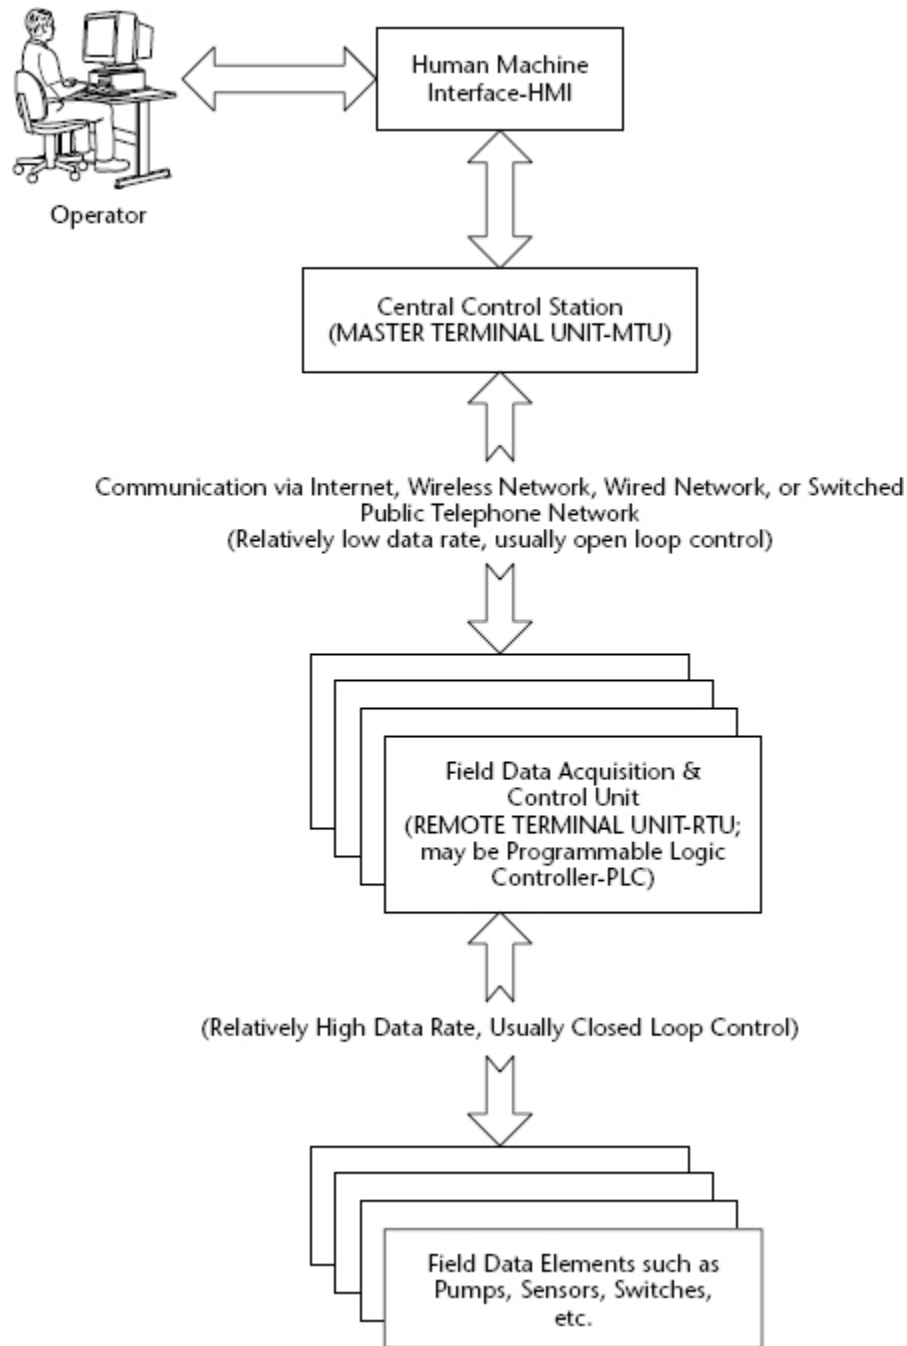 Human Machine
Interface-HMI
Operator
Central Control Station
(MASTER TERMINAL UNIT-MTU)
Communication via Internet, Wireless Network, Wired Network, or Switched
Public Telephone Network
(Relatively low data rate, usually open loop control)
Field Data Acquisition &
Control Unit
(REMOTE TERMINAL UNIT-RTU;
may be Programmable Logic
Controller-PLC)
(Relatively High Data Rate, Usually Closed Loop Control)
Field Data Elements such as
Pumps, Sensors, Switches,
etc.